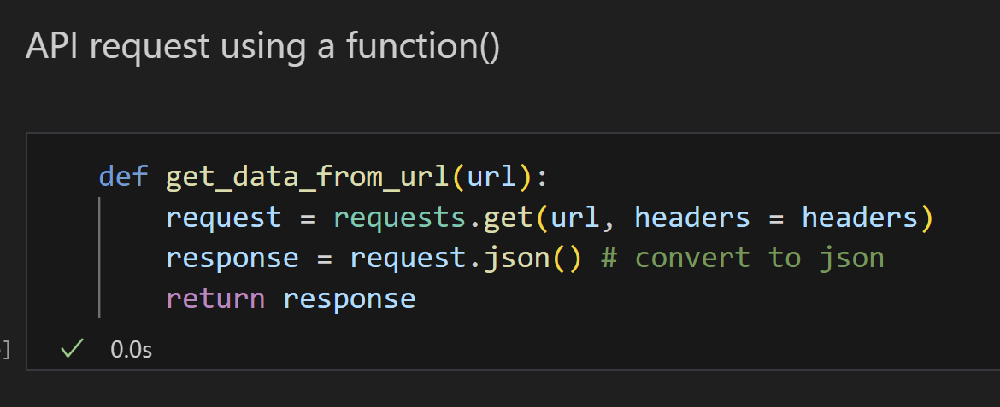 API request using a function()
def get_data_from_url(url):
request = requests.get(url, headers = headers)
response = request.json() # convert to json
return response
] 0.0s